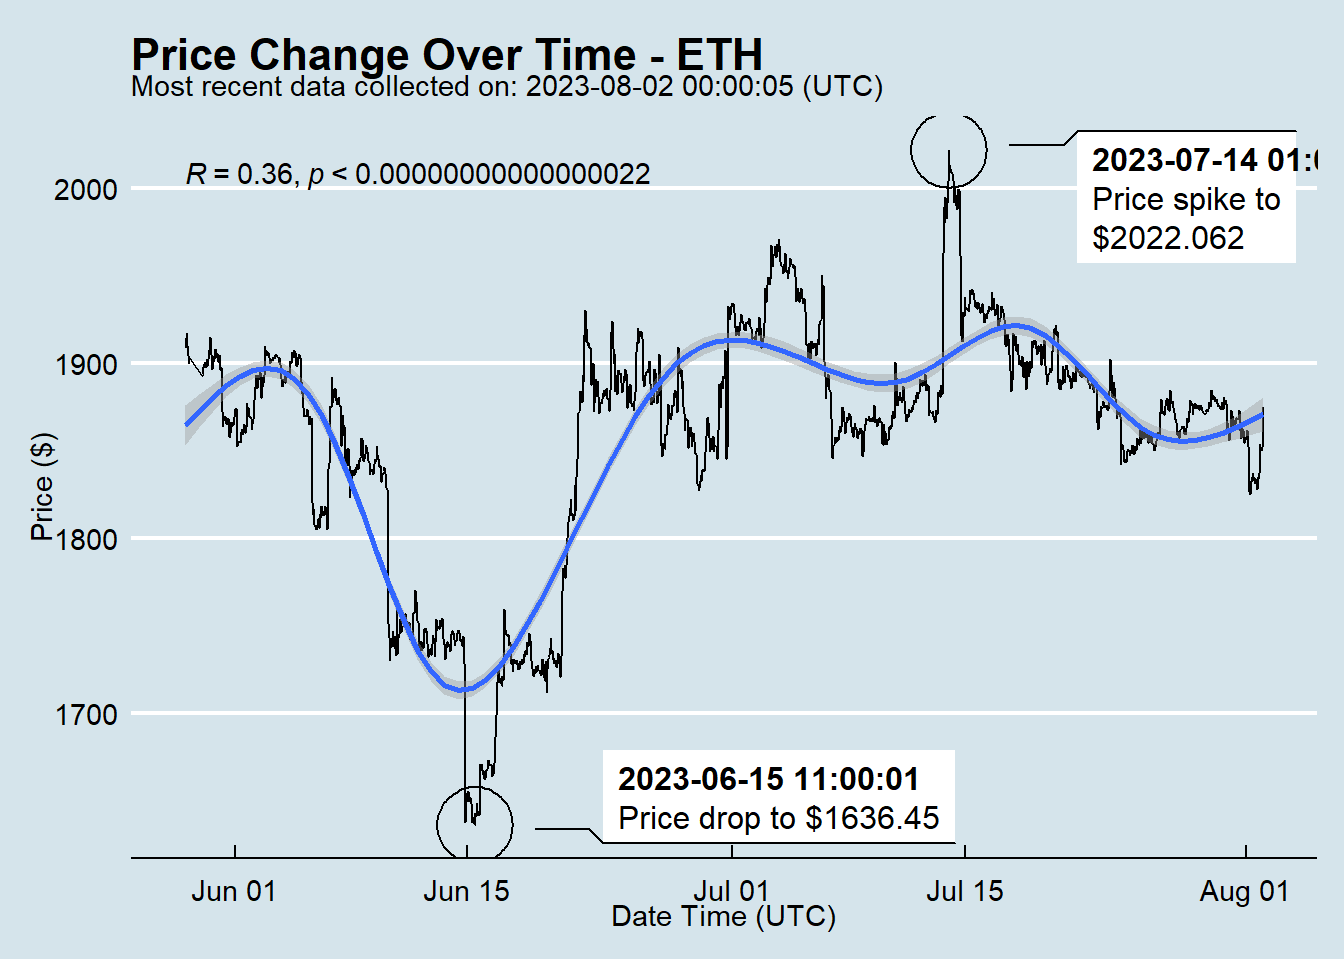 Price Change Over Time - ETH
Most recent data collected on: 2023-08-02 00:00:05 (UTC)
R = 0.36, p < 0.00000000000000022
2023-07-14 01:0
Price spike to
$2022.062
2000
1900
1800
1700
Price ($)
2023-06-15 11:00:01
Price drop to $1636.45
Jun 01
Jun 15
Jul 01
Jul 15
Aug 01
Date Time (UTC)